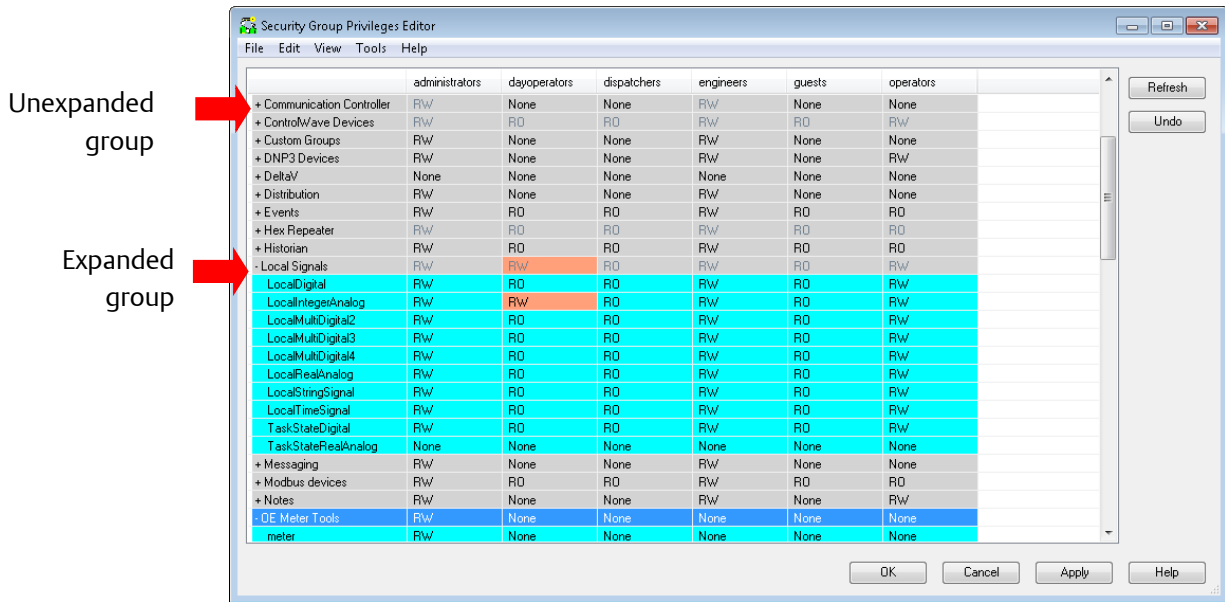 Security Group Privileges Editor
File Edit View Tools Help
administrators dayoperators dispatchers engineers guests operators
Refresh
Unexpanded
group
+ Communication Controller RW None None RW None None
+ ControlWave Devices RW RO RO RW RO RW
Undo
+ Custom Groups RW None None RW None None
+ DNP3 Devices RW None None RW None RW
+ DeltaV None None None None None None
+ Distribution RW None None RW None None
+ Events RW RO RO RW RO RO
+ Hex Repeater RW RO RO RW RO RO
+ Historian RW RO RO RW RO RO
Expanded
group
- Local Signals RW RW RO RW RO RW
LocalDigital RW RO RO RW RO RW
LocalIntegerAnalog RW RW RO RW RO RW
LocalMultiDigital2 RW RO RO RW RO RW
LocalMultiDigital3 RW RO RO RW RO RW
LocalMultiDigital4 RW RO RO RW RO RW
LocalRealAnalog RW RO RO RW RO RW
LocalStringSignal RW RO RO RW RO RW
LocalTimeSignal RW RO RO RW RO RW
TaskStateDigital RW RO RO RW RO RW
TaskStateRealAnalog None None None None None None
+ Messaging RW None None RW None None
+ Modbus devices RW RO RO RW RO RO
+ Notes RW None None RW None RW
- OE Meter Tools RW None None None None None
meter RW None None None None None
OK Cancel Apply Help